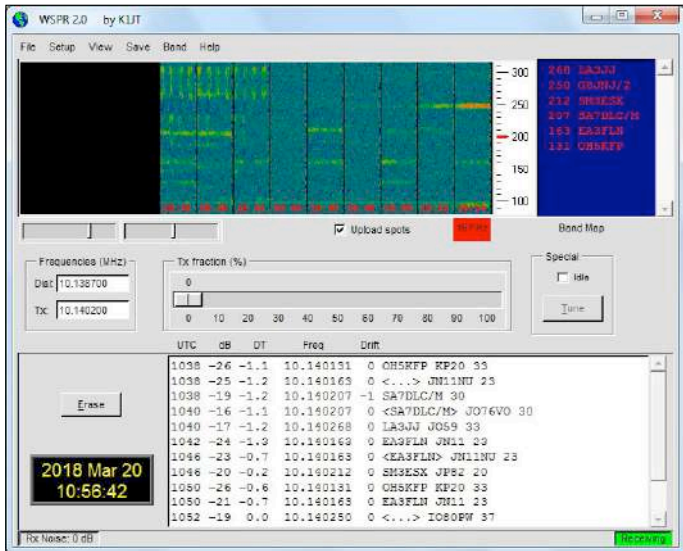 WSPR 2.0 by K1JT
File Setup View Save Band Help
300
250
200
150
100
268 LA3JJ
250 G8JNJ/2
212 SM3ESX
207 SA7DLC/M
163 EA3FLN
131 OH5KFP
Upload spots
Band Map
Frequencies (MHz)
Dial: 10.138700
Tx: 10.140200
Tx fraction (%)
0
0 10 20 30 40 50 60 70 80 90 100
Special
Idle
Tune
UTC dB DT Freq Drift
1038 -26 -1.1 10.140131 0 OH5KFP KP20 33
1038 -25 -1.2 10.140163 0 <...> JN11NU 23
1038 -19 -1.2 10.140207 -1 SA7DLC/M 30
1040 -16 -1.1 10.140207 0 <SA7DLC/M> JO76VO 30
1040 -17 -1.2 10.140268 0 LA3JJ JO59 33
1042 -24 -1.3 10.140163 0 EA3FLN JN11 23
1046 -23 -0.7 10.140163 0 <EA3FLN> JN11NU 23
1046 -20 -0.2 10.140212 0 SM3ESX JP82 20
1050 -26 -0.6 10.140131 0 OH5KFP KP20 33
1050 -21 -0.7 10.140163 0 EA3FLN JN11 23
1052 -19 0.0 10.140250 0 <...> IO80PW 37
Erase
2018 Mar 20
10:56:42
Rx Noise: 0 dB
Receiving